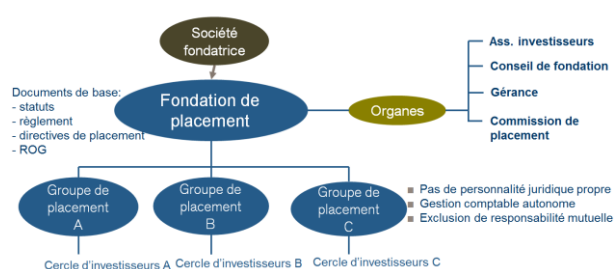 Société
fondatrice
Documents de base:
- statuts
- règlement
- directives de placement
- ROG
Fondation de
placement
Organes
Ass. investisseurs
Conseil de fondation
Gérance
Commission de
placement
Groupe de
placement
A
Groupe de
placement
B
Groupe de
placement
C
Pas de personnalité juridique propre
Gestion comptable autonome
Exclusion de responsabilité mutuelle
Cercle d'investisseurs A
Cercle d'investisseurs B
Cercle d'investisseurs C